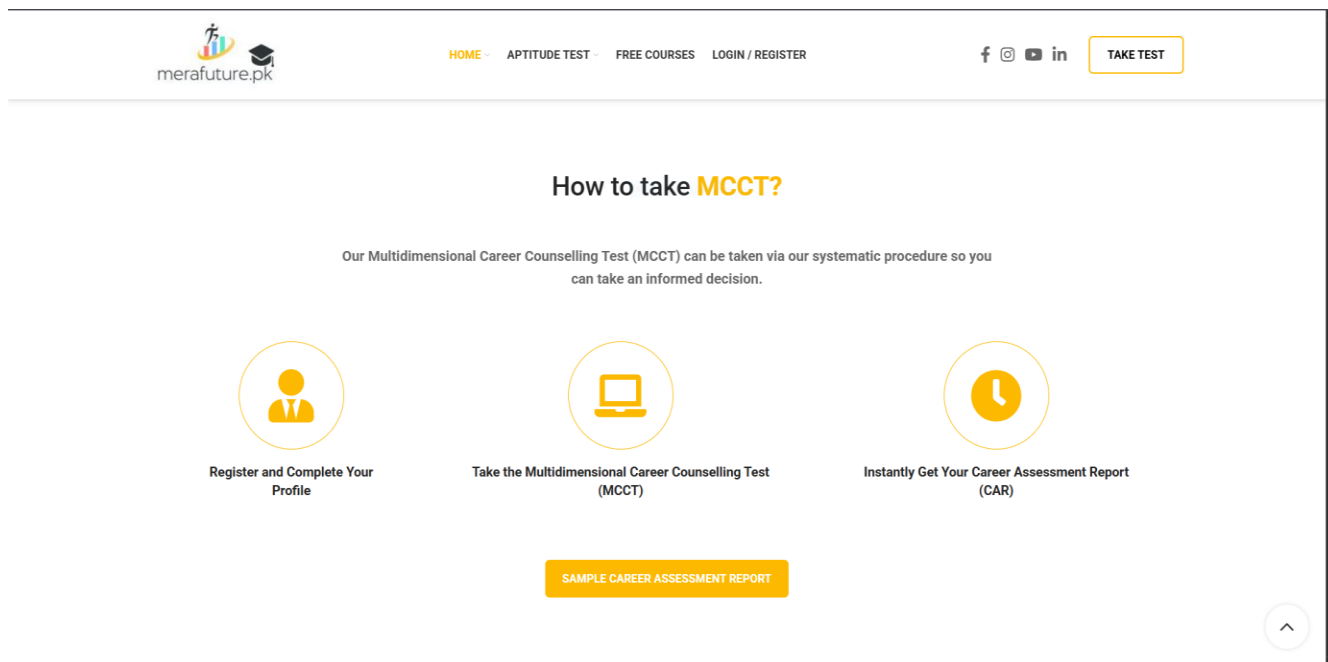 merafuture.pk
HOME
APTITUDE TEST
FREE COURSES
LOGIN / REGISTER
f
in
TAKE TEST
How to take MCCT?
Our Multidimensional Career Counselling Test (MCCT) can be taken via our systematic procedure so you
can take an informed decision.
Register and Complete Your
Profile
Take the Multidimensional Career Counselling Test
(MCCT)
Instantly Get Your Career Assessment Report
(CAR)
SAMPLE CAREER ASSESSMENT REPORT